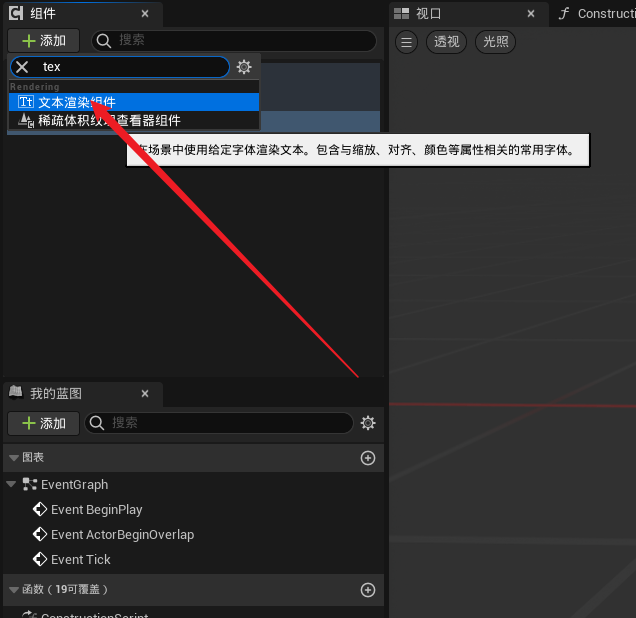 组件
视口
Constructi
添加
搜索
透视
光照
tex
Rendering
文本渲染组件
稀疏体积纹理查看器组件
在场景中使用给定字体渲染文本。包含与缩放、对齐、颜色等属性相关的常用字体。
我的蓝图
添加
搜索
图表
EventGraph
Event BeginPlay
Event ActorBeginOverlap
Event Tick
函数（19可覆盖）
ConstructionScript